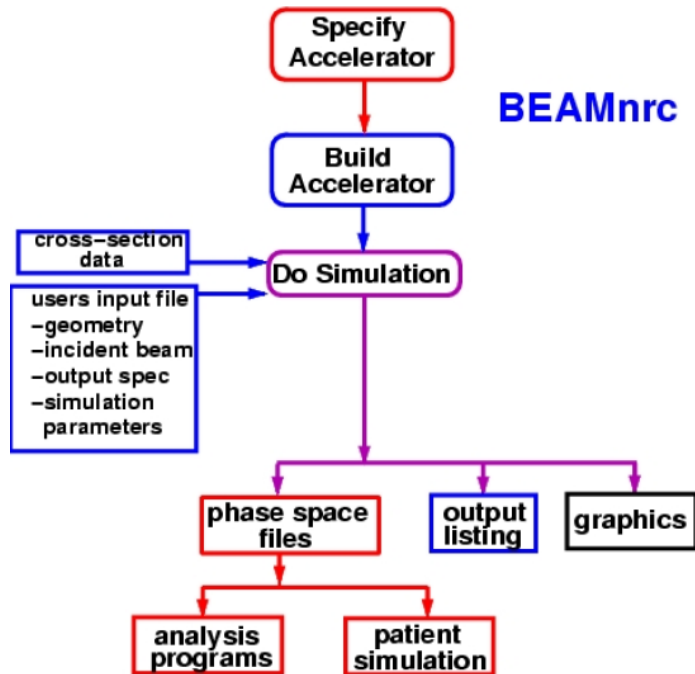 Specify
Accelerator
BEAMnrc
Build
Accelerator
cross-section
data
Do Simulation
users input file
-geometry
-incident beam
-output spec
-simulation
parameters
phase space
files
output
listing
graphics
analysis
programs
patient
simulation